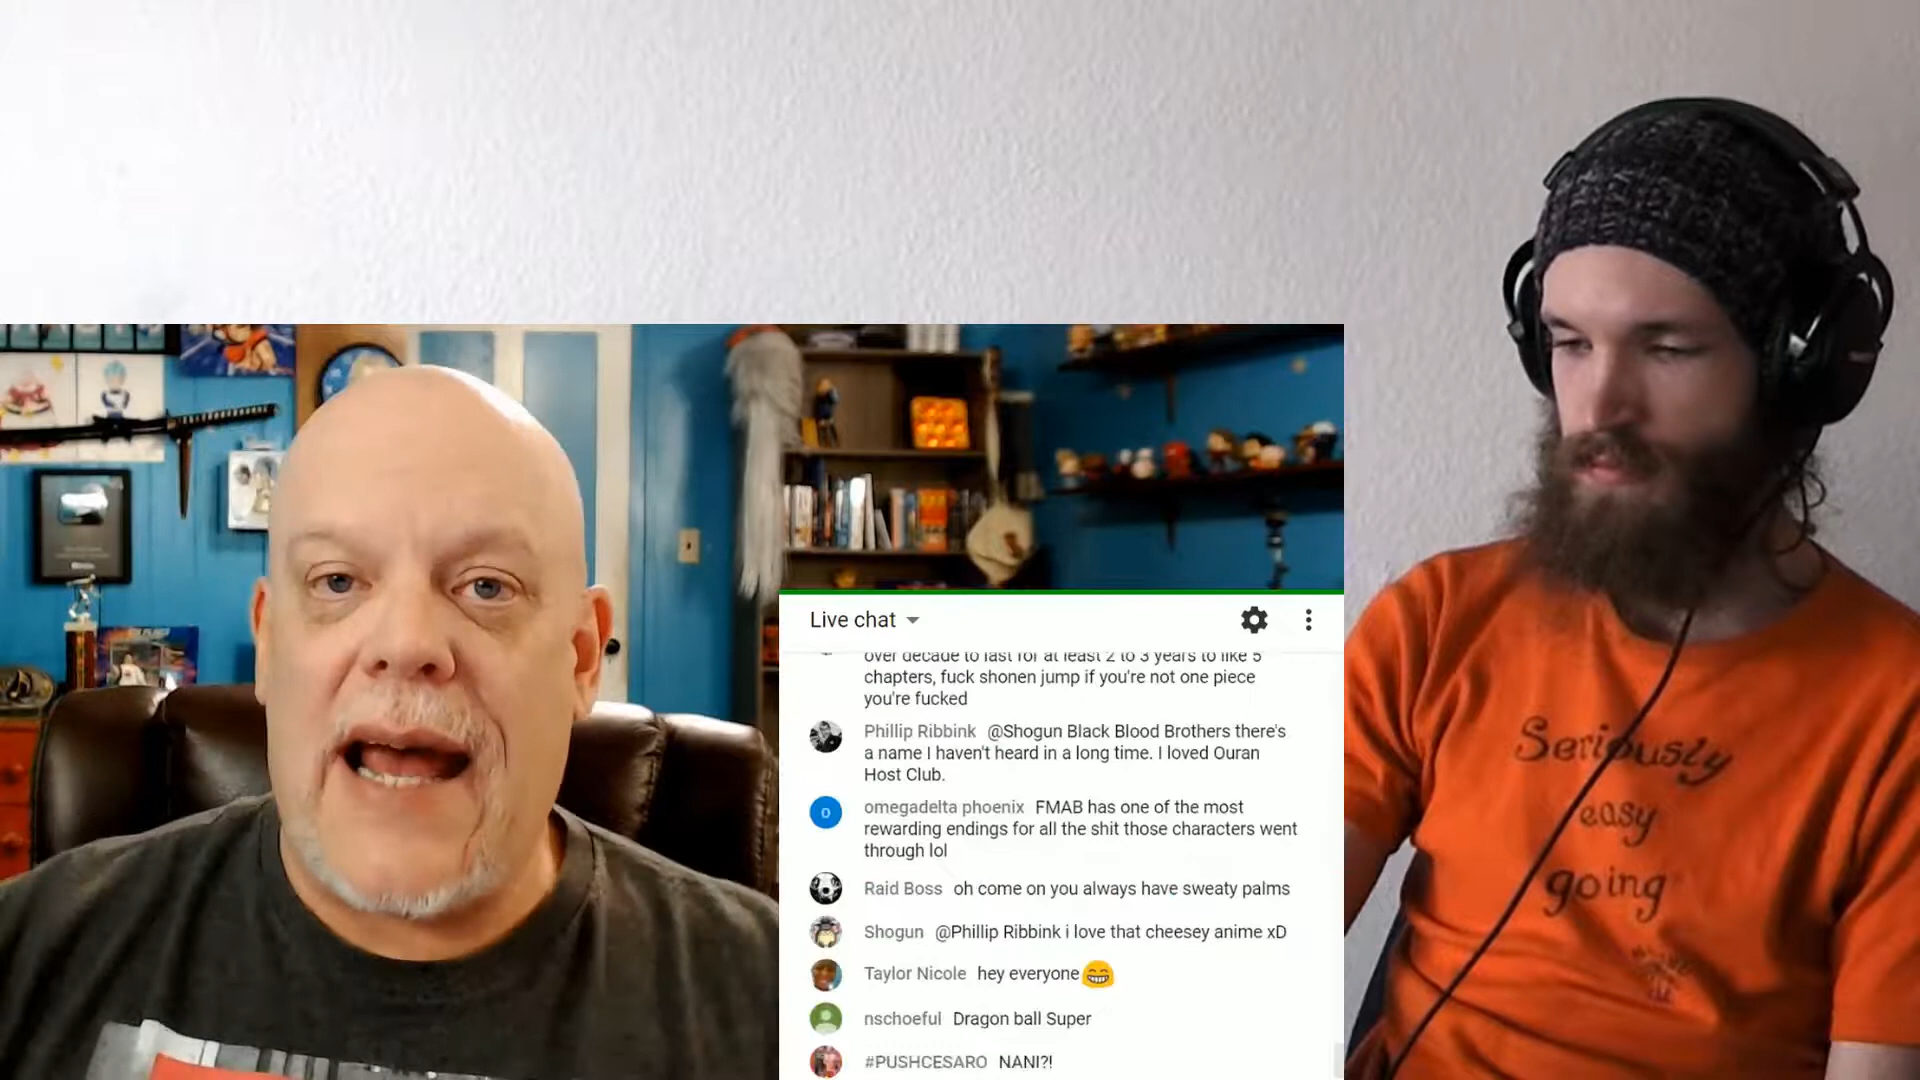 Live chat
over decade to last for at least 2 to 3 years to like 5
chapters, fuck shonen jump if you're not one piece
you're fucked
Phillip Ribbink @Shogun Black Blood Brothers there's
a name I haven't heard in a long time. I loved Ouran
Host Club.
o omegadelta phoenix FMAB has one of the most
rewarding endings for all the shit those characters went
through lol
Raid Boss oh come on you always have sweaty palms
Shogun @Phillip Ribbink i love that cheesey anime xD
Taylor Nicole hey everyone😁
nschoeful Dragon ball Super
#PUSHCESARO NANI?!
Seriously
easy
going